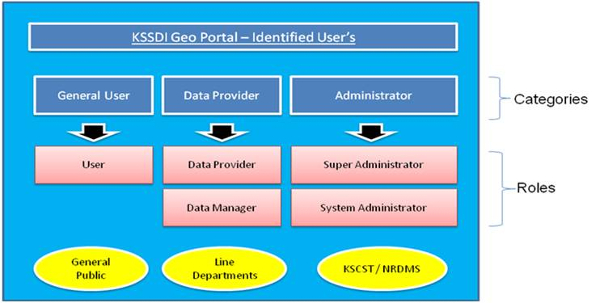 KSSDI Geo Portal – Identified User's
General User
Data Provider
Administrator
Categories
User
Data Provider
Super Administrator
Roles
Data Manager
System Administrator
General
Public
Line
Departments
KSCST / NRDMS